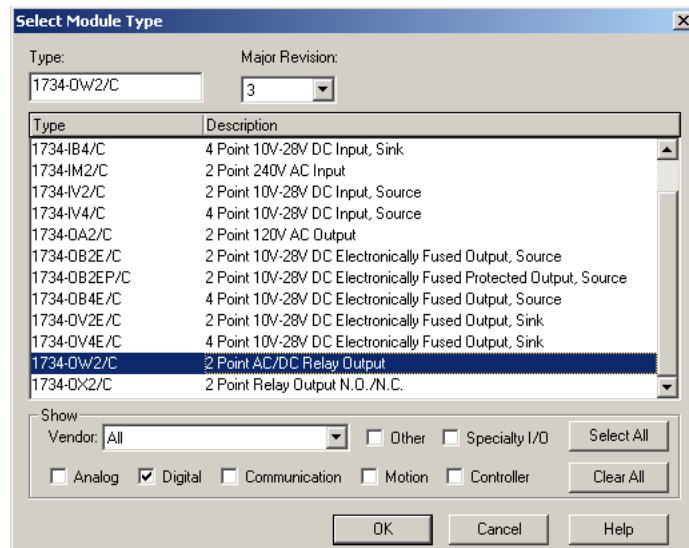 Select Module Type
Type: Major Revision:
1734-OW2/C 3
Type Description
1734-IB4/C 4 Point 10V-28V DC Input, Sink
1734-IM2/C 2 Point 240V AC Input
1734-IV2/C 2 Point 10V-28V DC Input, Source
1734-IV4/C 4 Point 10V-28V DC Input, Source
1734-OA2/C 2 Point 120V AC Output
1734-OB2E/C 2 Point 10V-28V DC Electronically Fused Output, Source
1734-OB2EP/C 2 Point 10V-28V DC Electronically Fused Protected Output, Source
1734-OB4E/C 4 Point 10V-28V DC Electronically Fused Output, Source
1734-OV2E/C 2 Point 10V-28V DC Electronically Fused Output, Sink
1734-OV4E/C 4 Point 10V-28V DC Electronically Fused Output, Sink
1734-OW2/C 2 Point AC/DC Relay Output
1734-OX2/C 2 Point Relay Output N.O./N.C.
Show
Vendor: All Other Specialty I/O Select All
Analog Digital Communication Motion Controller Clear All
OK Cancel Help